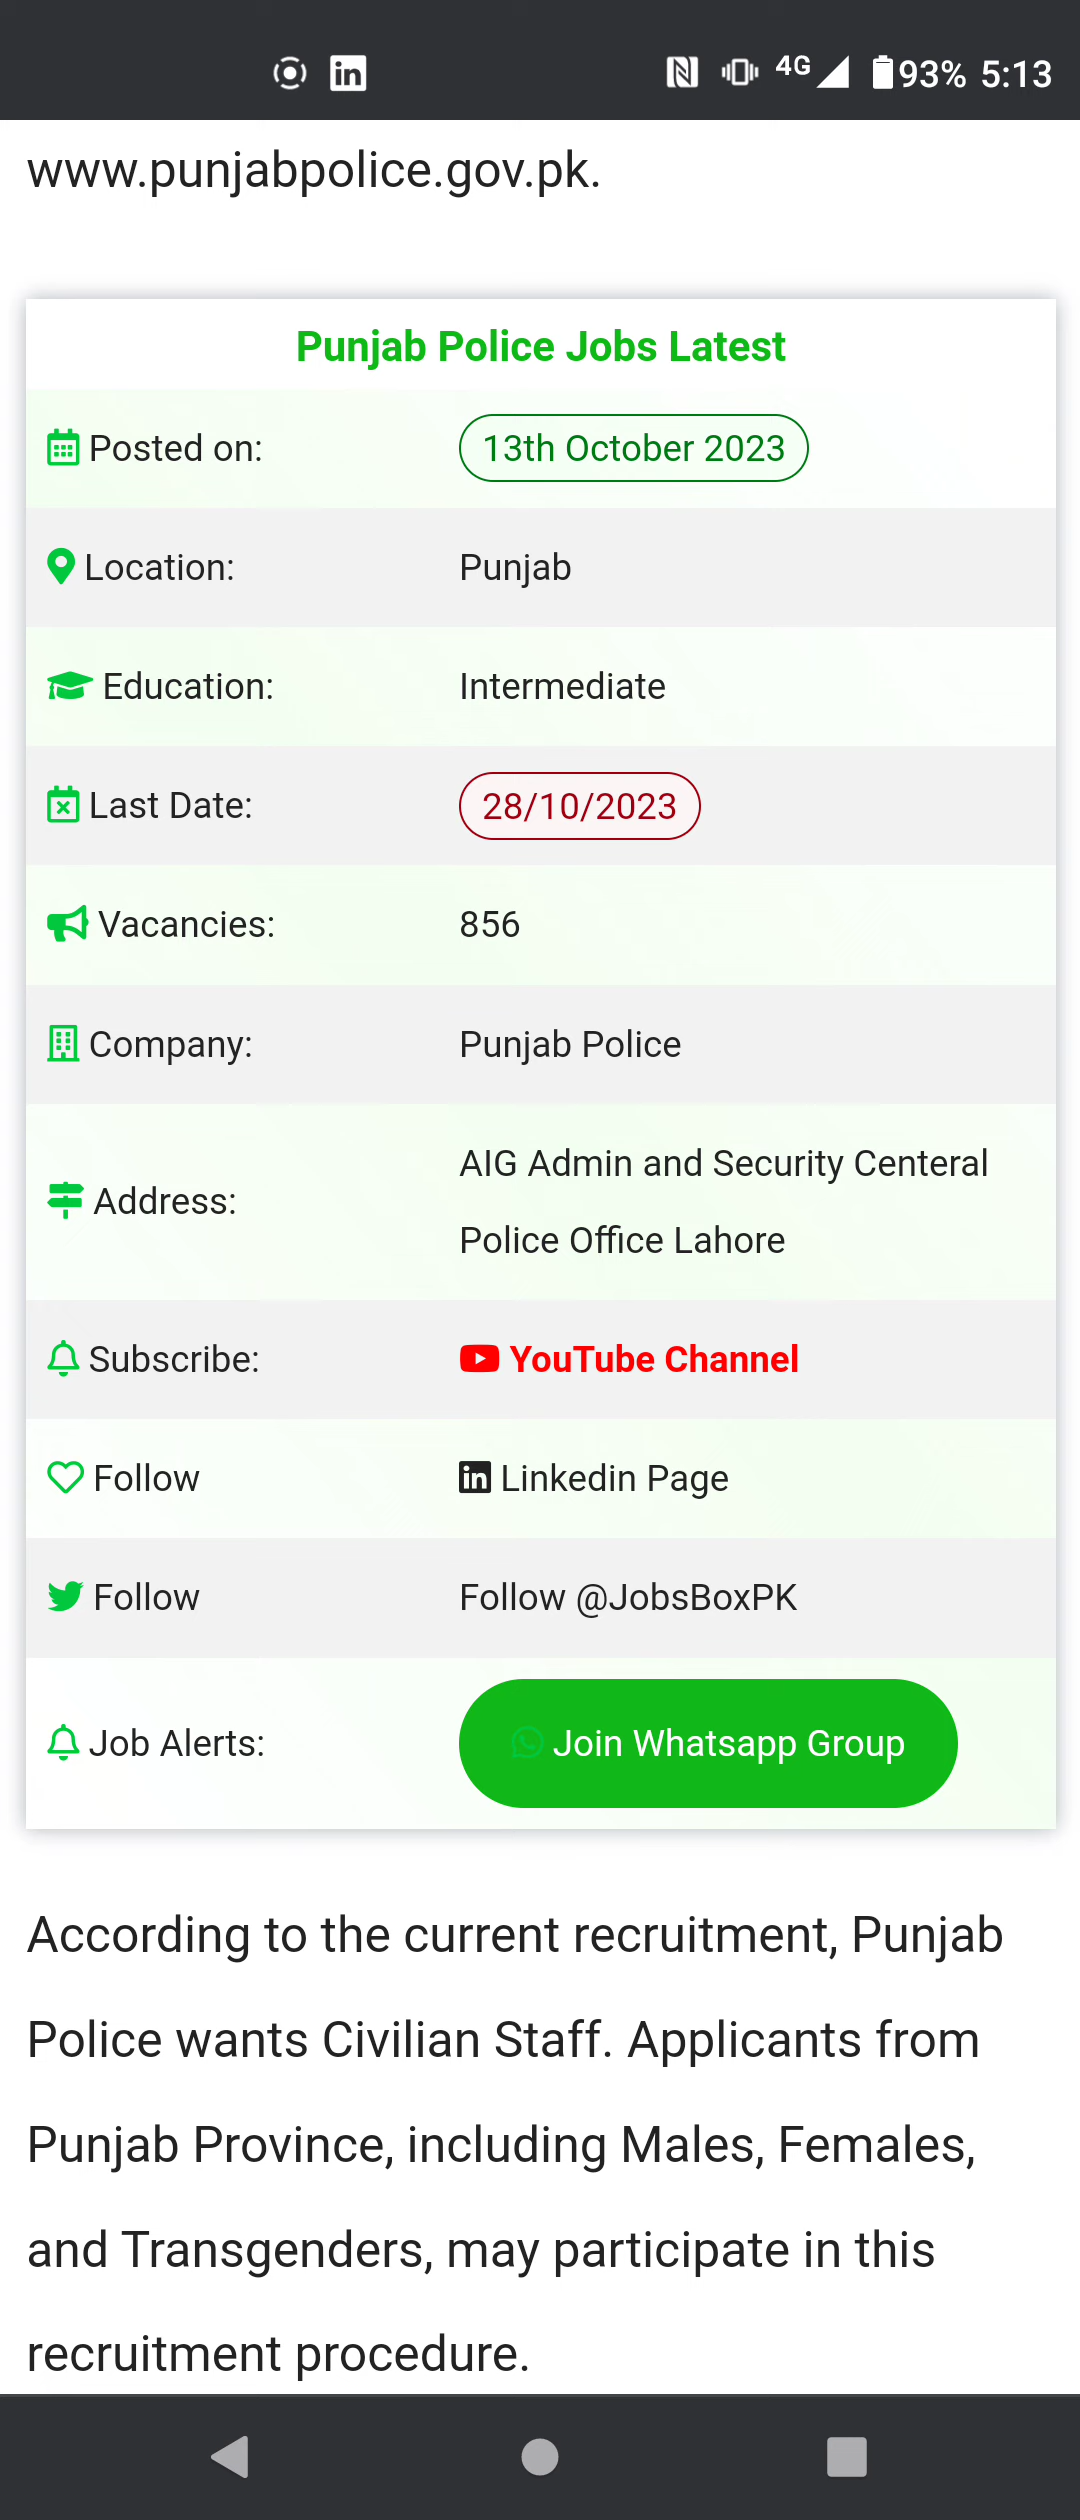 4G 93% 5:13
www.punjabpolice.gov.pk.
Punjab Police Jobs Latest
Posted on: 13th October 2023
Location: Punjab
Education: Intermediate
Last Date: 28/10/2023
Vacancies: 856
Company: Punjab Police
Address: AIG Admin and Security Centeral
Police Office Lahore
Subscribe: YouTube Channel
Follow Linkedin Page
Follow Follow @JobsBoxPK
Job Alerts: Join Whatsapp Group
According to the current recruitment, Punjab
Police wants Civilian Staff. Applicants from
Punjab Province, including Males, Females,
and Transgenders, may participate in this
recruitment procedure.